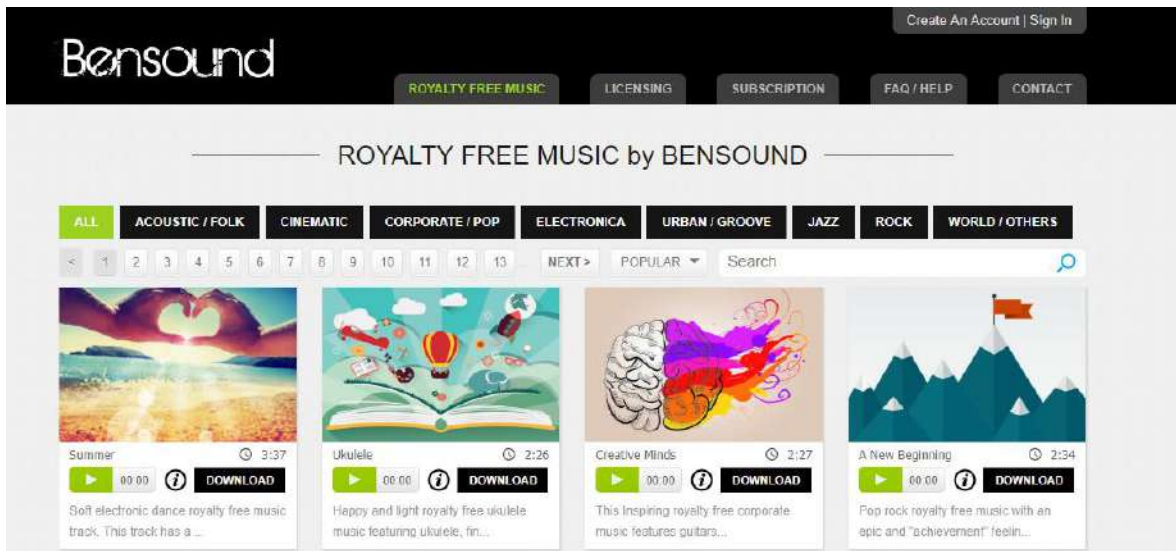 Create An Account | Sign In
Bensound
ROYALTY FREE MUSIC LICENSING SUBSCRIPTION FAQ / HELP CONTACT
ROYALTY FREE MUSIC by BENSOUND
ALL ACOUSTIC / FOLK CINEMATIC CORPORATE / POP ELECTRONICA URBAN / GROOVE JAZZ ROCK WORLD / OTHERS
< 1 2 3 4 5 6 7 8 9 10 11 12 13 ... NEXT > POPULAR Search
Summer 3:37 Ukulele 2:26 Creative Minds 2:27 A New Beginning 2:34
00:00 i DOWNLOAD 00:00 i DOWNLOAD 00:00 i DOWNLOAD 00:00 i DOWNLOAD
Soft electronic dance royalty free music Happy and light royalty free ukulele This Inspiring royalty free corporate Pop rock royalty free music with an
track. This track has a ... music featuring ukulele, fin... music features guitars... epic and "achievement" feelin...